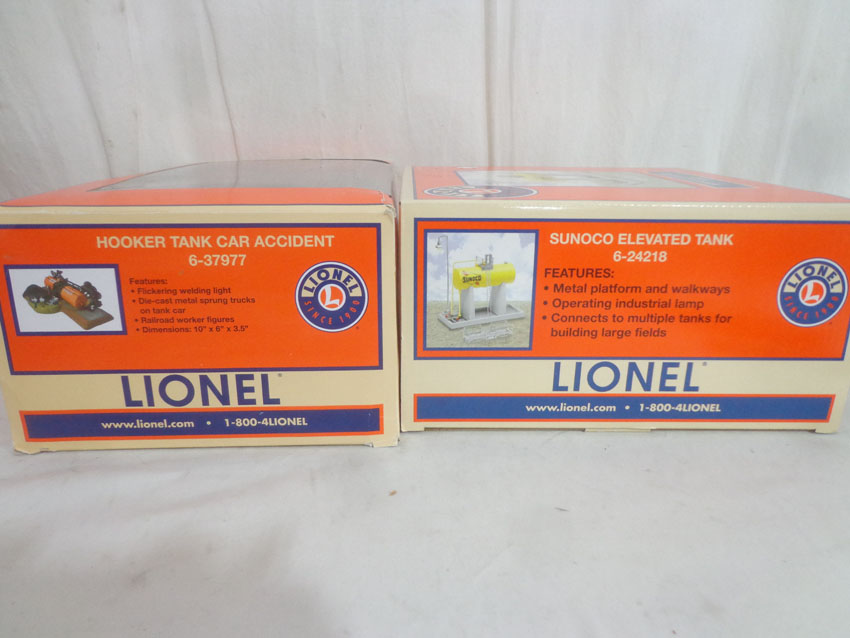 HOOKER TANK CAR ACCIDENT
6-37977
Features:
• Flickering welding light
• Die-cast metal sprung trucks
on tank car
• Railroad worker figures
• Dimensions: 10" x 6" x 3.5"
LIONEL
L
SINCE 1900
LIONEL®
www.lionel.com • 1-800-4LIONEL
SUNOCO ELEVATED TANK
6-24218
SUNOCO
FEATURES:
• Metal platform and walkways
• Operating industrial lamp
• Connects to multiple tanks for
building large fields
LIONEL
L
SINCE 1900
LIONEL®
www.lionel.com • 1-800-4LIONEL